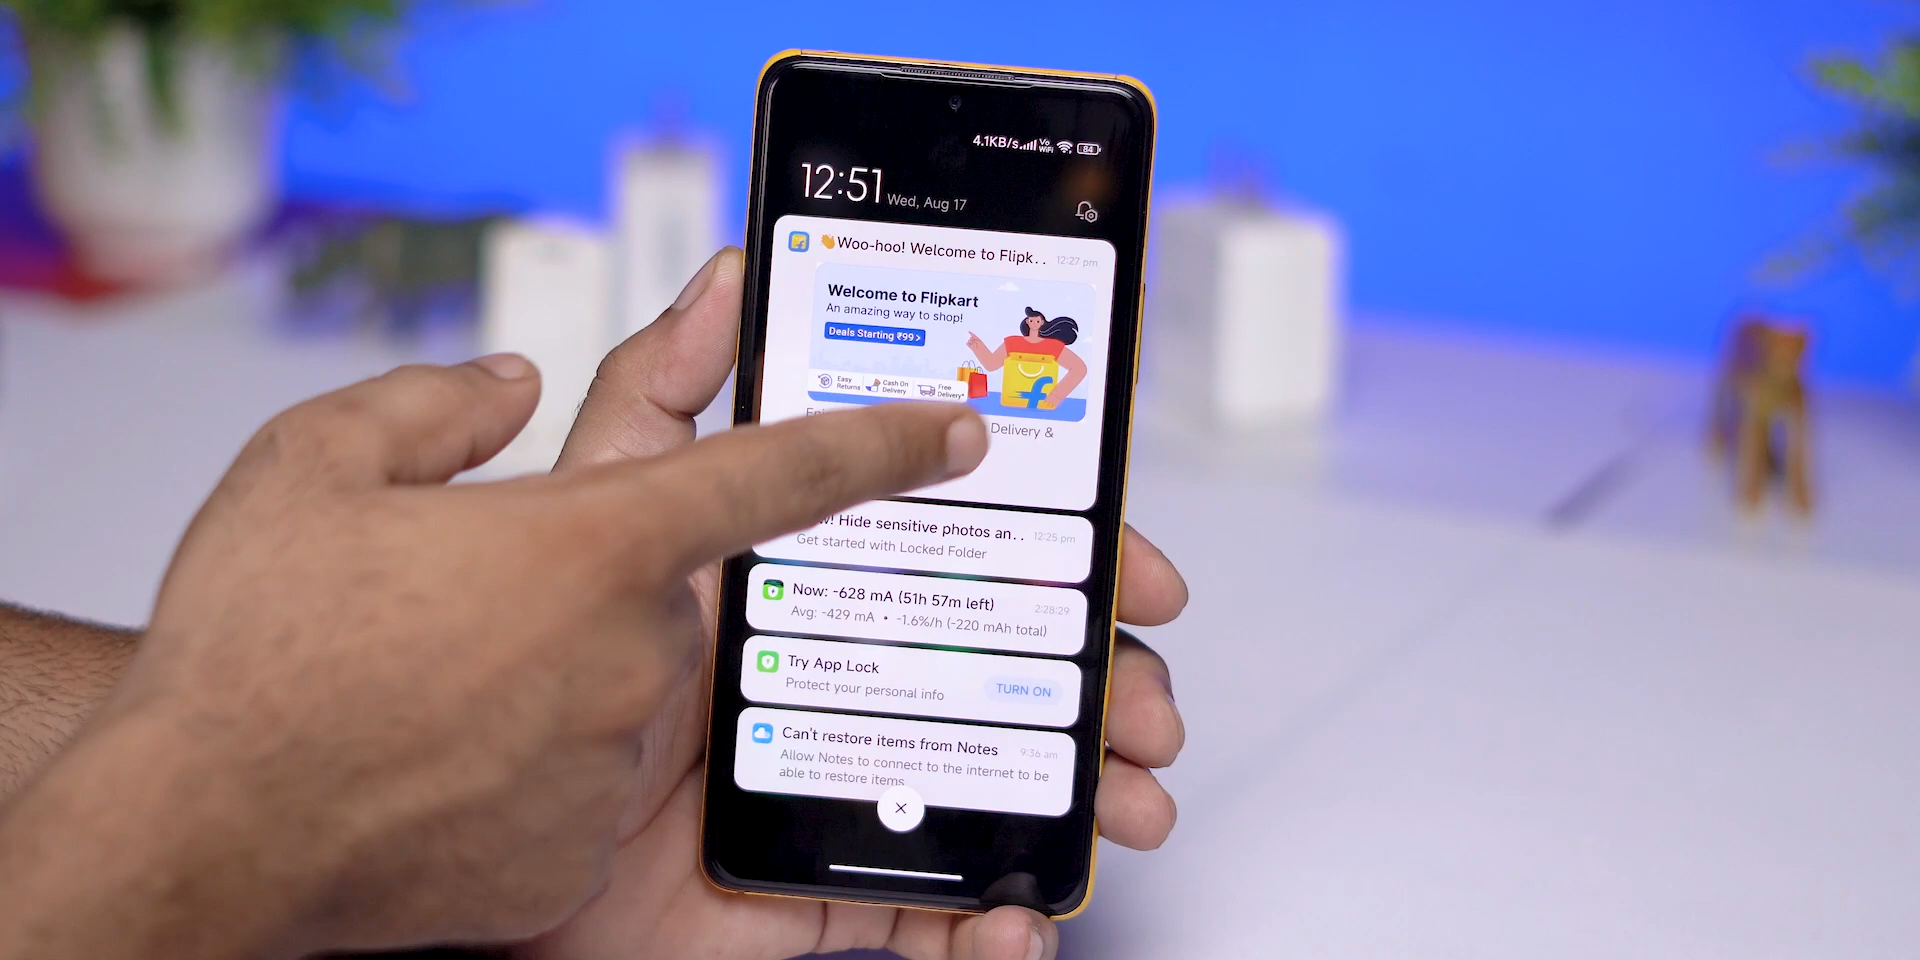 4.1KB/s Vo WiFi 84
12:51 Wed, Aug 17
👋Woo-hoo! Welcome to Flipk.. 12:27 pm
Welcome to Flipkart
An amazing way to shop!
Deals Starting ₹99 >
Easy Returns Cash On Delivery Free Delivery*
Delivery &
! Hide sensitive photos an.. 12:25 pm
Get started with Locked Folder
Now: -628 mA (51h 57m left) 2:28:29
Avg: -429 mA • -1.6%/h (-220 mAh total)
Try App Lock
Protect your personal info TURN ON
Can't restore items from Notes 9:36 am
Allow Notes to connect to the internet to be
able to restore items